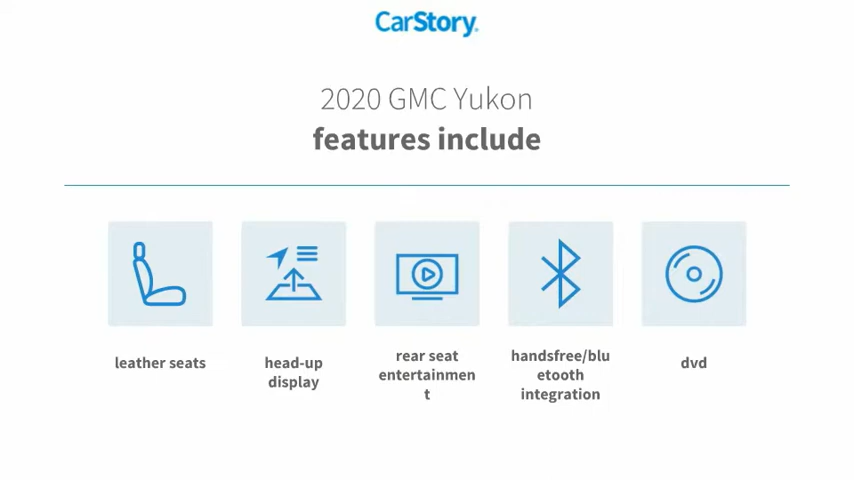 CarStory.
2020 GMC Yukon
features include
leather seats
head-up
display
rear seat
entertainmen
t
handsfree/blu
etooth
integration
dvd